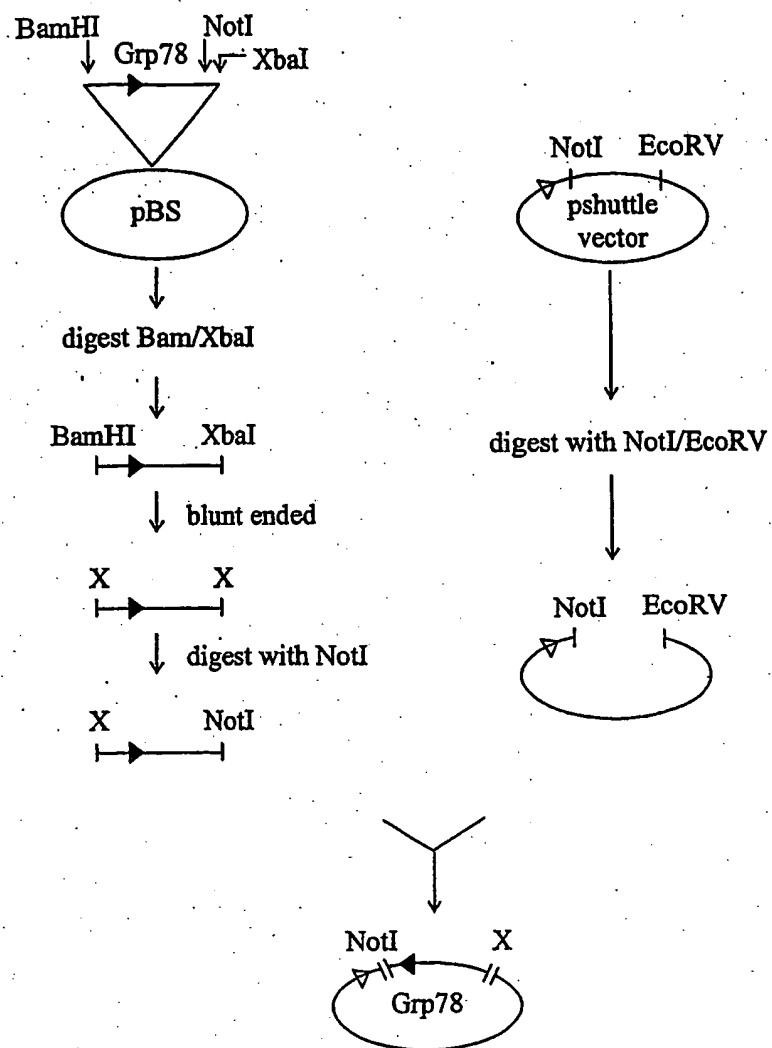 BamHI
NotI
Grp78
XbaI
pBS
digest Bam/XbaI
BamHI XbaI
blunt ended
X X
digest with NotI
X NotI
NotI EcoRV
pshuttle
vector
digest with NotI/EcoRV
NotI EcoRV
NotI X
Grp78